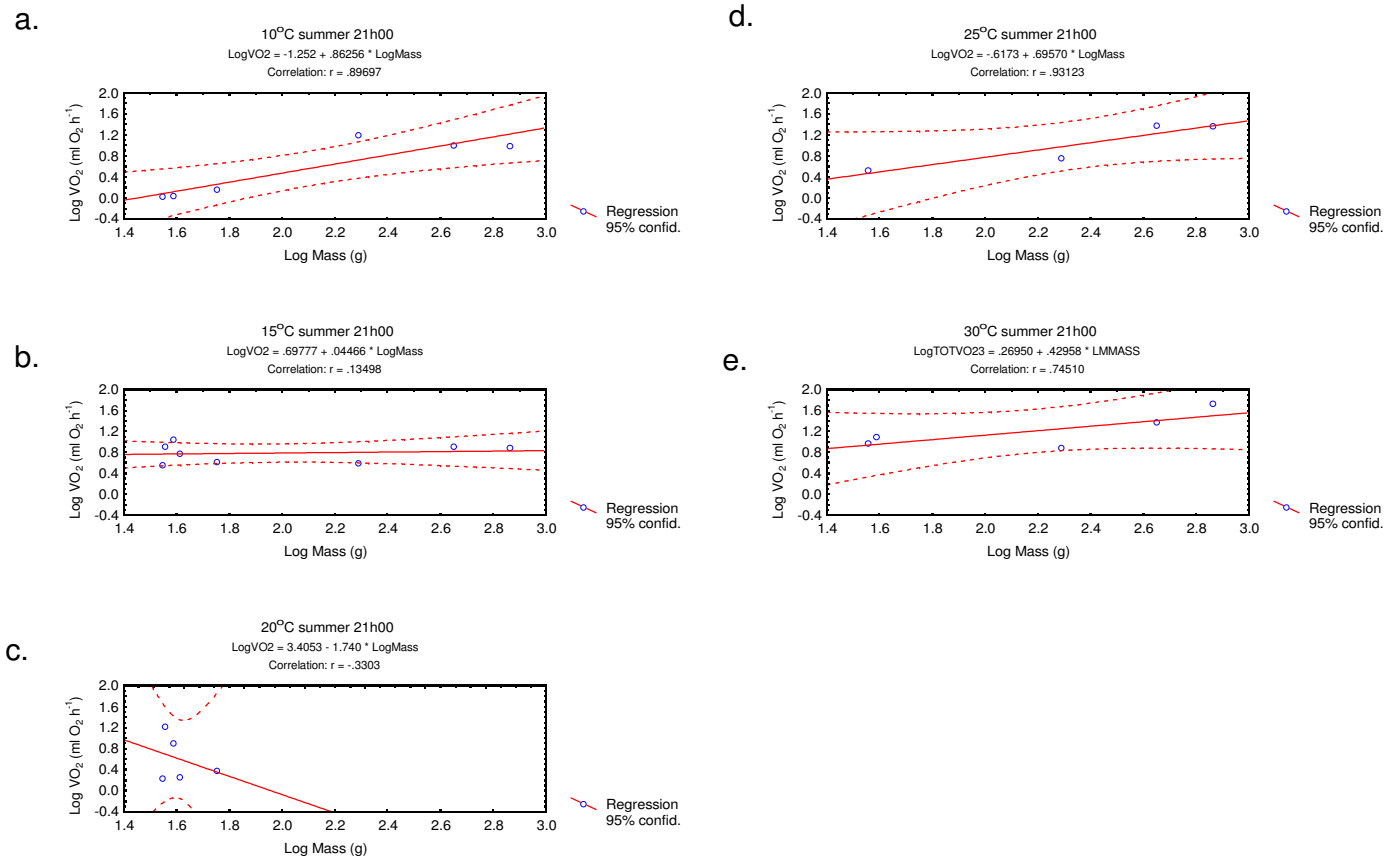 a.
10°C summer 21h00
LogVO2 = -1.252 + .86256 * LogMass
Correlation: r = .89697
Log VO₂ (ml O₂ h⁻¹)
2.0
1.6
1.2
0.8
0.4
0.0
-0.4
1.4 1.6 1.8 2.0 2.2 2.4 2.6 2.8 3.0
Log Mass (g)
Regression
95% confid.
b.
15°C summer 21h00
LogVO2 = .69777 + .04466 * LogMass
Correlation: r = .13498
Log VO₂ (ml O₂ h⁻¹)
2.0
1.6
1.2
0.8
0.4
0.0
-0.4
1.4 1.6 1.8 2.0 2.2 2.4 2.6 2.8 3.0
Log Mass (g)
Regression
95% confid.
c.
20°C summer 21h00
LogVO2 = 3.4053 - 1.740 * LogMass
Correlation: r = -.3303
Log VO₂ (ml O₂ h⁻¹)
2.0
1.6
1.2
0.8
0.4
0.0
-0.4
1.4 1.6 1.8 2.0 2.2 2.4 2.6 2.8 3.0
Log Mass (g)
Regression
95% confid.
d.
25°C summer 21h00
LogVO2 = -.6173 + .69570 * LogMass
Correlation: r = .93123
Log VO₂ (ml O₂ h⁻¹)
2.0
1.6
1.2
0.8
0.4
0.0
-0.4
1.4 1.6 1.8 2.0 2.2 2.4 2.6 2.8 3.0
Log Mass (g)
Regression
95% confid.
e.
30°C summer 21h00
LogTOTVO23 = .26950 + .42958 * LMMASS
Correlation: r = .74510
Log VO₂ (ml O₂ h⁻¹)
2.0
1.6
1.2
0.8
0.4
0.0
-0.4
1.4 1.6 1.8 2.0 2.2 2.4 2.6 2.8 3.0
Log Mass (g)
Regression
95% confid.